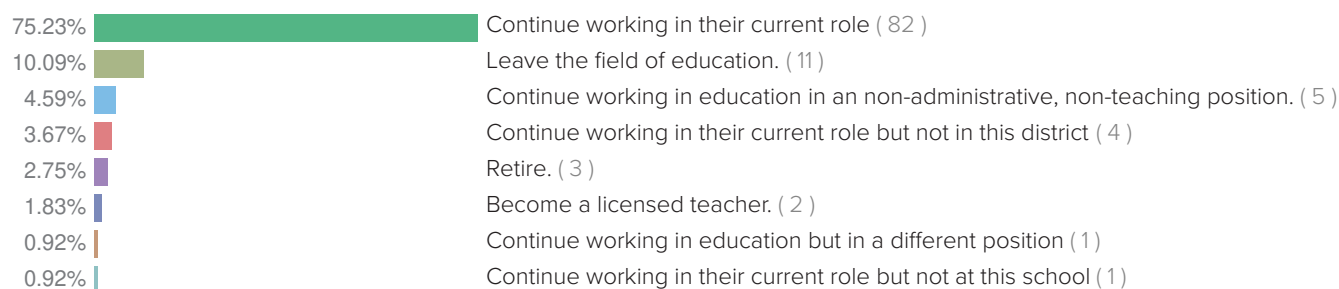 75.23% Continue working in their current role ( 82 )
10.09% Leave the field of education. ( 11 )
4.59% Continue working in education in an non-administrative, non-teaching position. ( 5 )
3.67% Continue working in their current role but not in this district ( 4 )
2.75% Retire. ( 3 )
1.83% Become a licensed teacher. ( 2 )
0.92% Continue working in education but in a different position ( 1 )
0.92% Continue working in their current role but not at this school ( 1 )